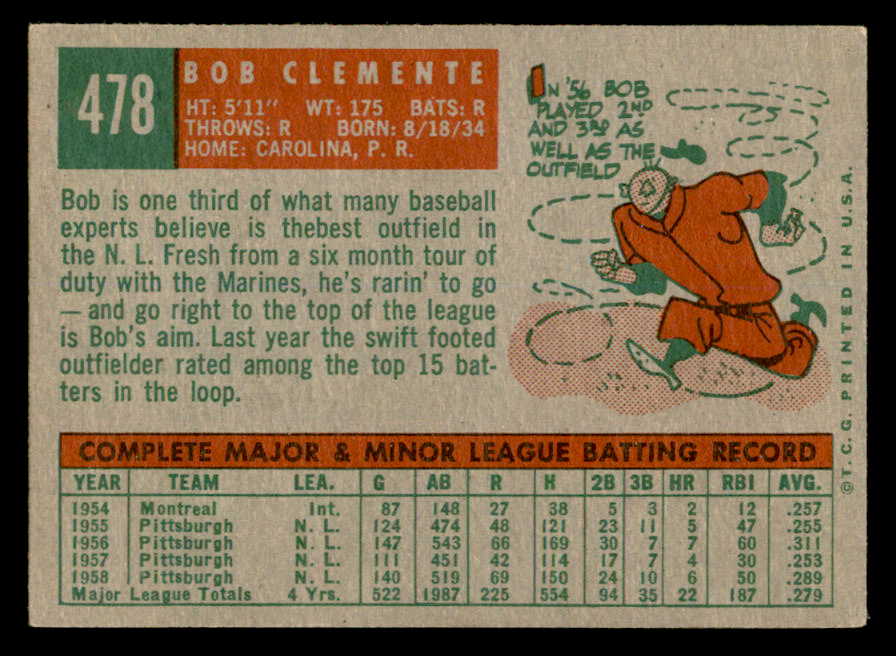 478
BOB CLEMENTE
HT: 5'11" WT: 175 BATS: R
THROWS: R BORN: 8/18/34
HOME: CAROLINA, P. R.
IN '56 BOB
PLAYED 2ND
AND 3RD AS
WELL AS THE
OUTFIELD
Bob is one third of what many baseball
experts believe is thebest outfield in
the N. L. Fresh from a six month tour of
duty with the Marines, he's rarin' to go
—and go right to the top of the league
is Bob's aim. Last year the swift footed
outfielder rated among the top 15 bat-
ters in the loop.
COMPLETE MAJOR & MINOR LEAGUE BATTING RECORD
YEAR TEAM LEA. G AB R H 2B 3B HR RBI AVG.
1954 Montreal Int. 87 148 27 38 5 3 2 12 .257
1955 Pittsburgh N. L. 124 474 48 121 23 11 5 47 .255
1956 Pittsburgh N. L. 147 543 66 169 30 7 7 60 .311
1957 Pittsburgh N. L. 111 451 42 114 17 7 4 30 .253
1958 Pittsburgh N. L. 140 519 69 150 24 10 6 50 .289
Major League Totals 4 Yrs. 522 1987 225 554 94 35 22 187 .279
©T. C. G. PRINTED IN U.S.A.